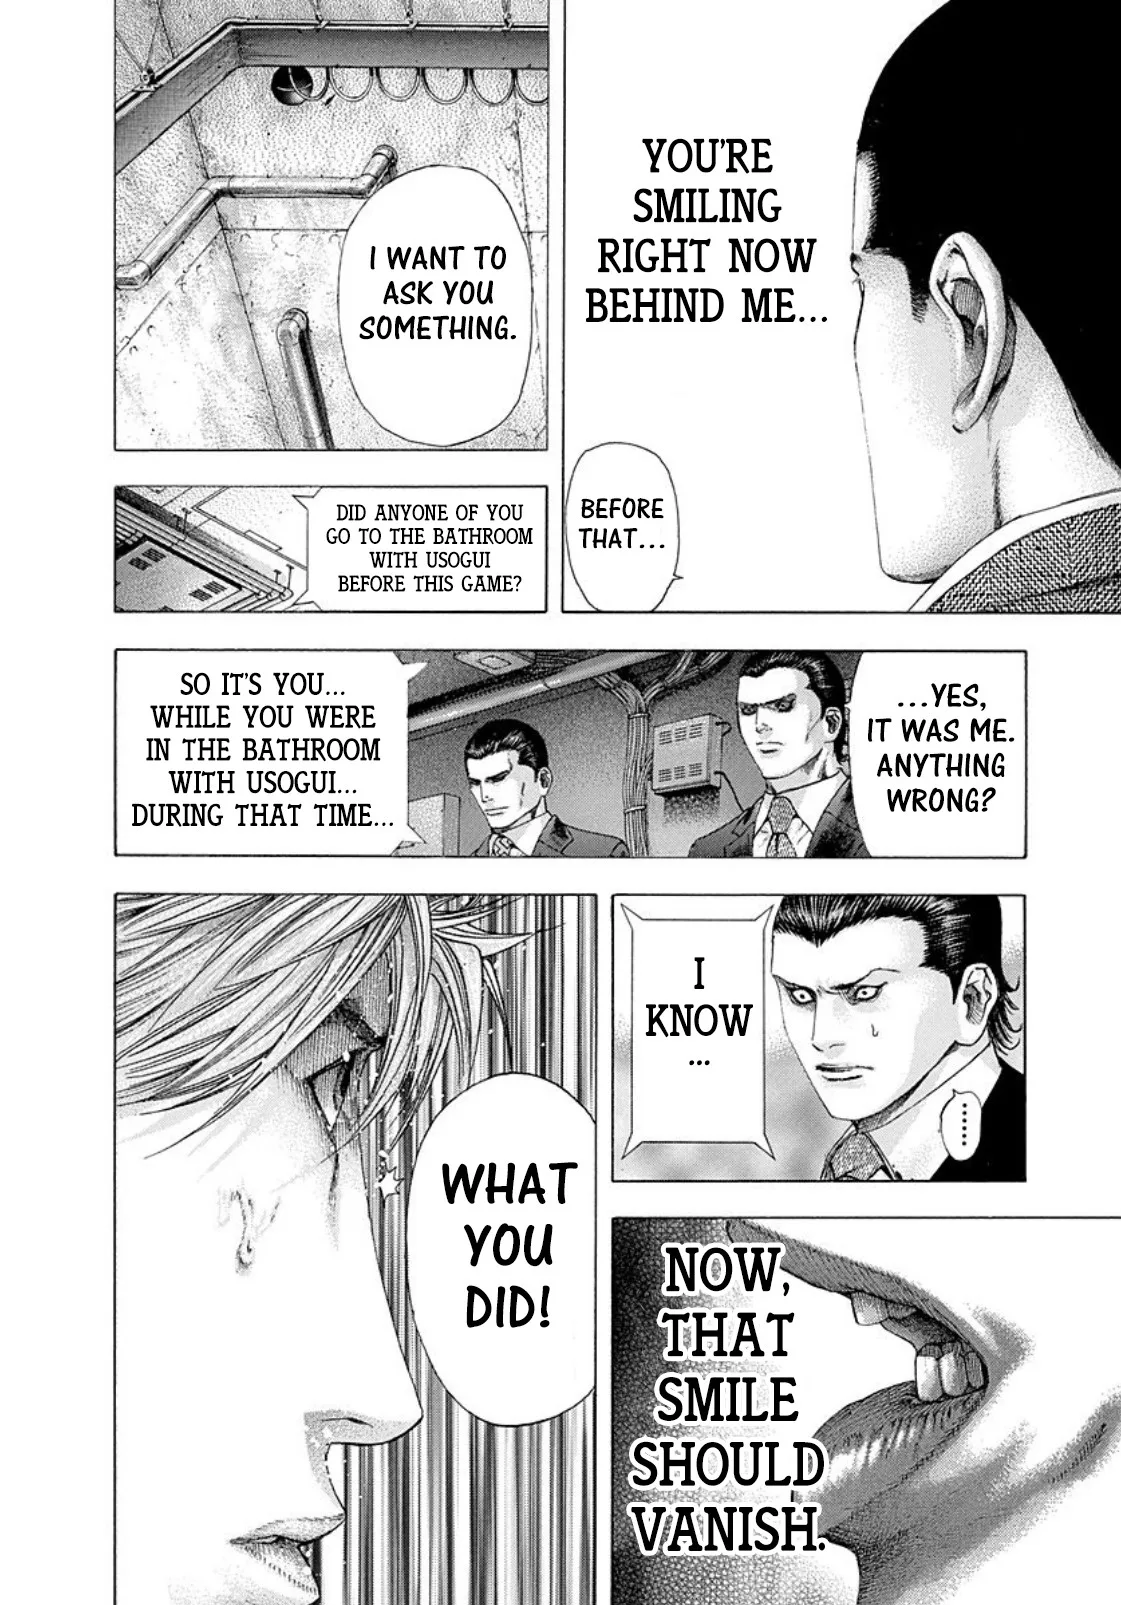 YOU'RE
SMILING
RIGHT NOW
BEHIND ME...
BEFORE
THAT...
I WANT TO
ASK YOU
SOMETHING.
DID ANYONE OF YOU
GO TO THE BATHROOM
WITH USOGUI
BEFORE THIS GAME?
...YES,
IT WAS ME.
ANYTHING
WRONG?
SO IT'S YOU...
WHILE YOU WERE
IN THE BATHROOM
WITH USOGUI...
DURING THAT TIME...
......
I
KNOW
...
WHAT
YOU
DID!
NOW,
THAT
SMILE
SHOULD
VANISH.